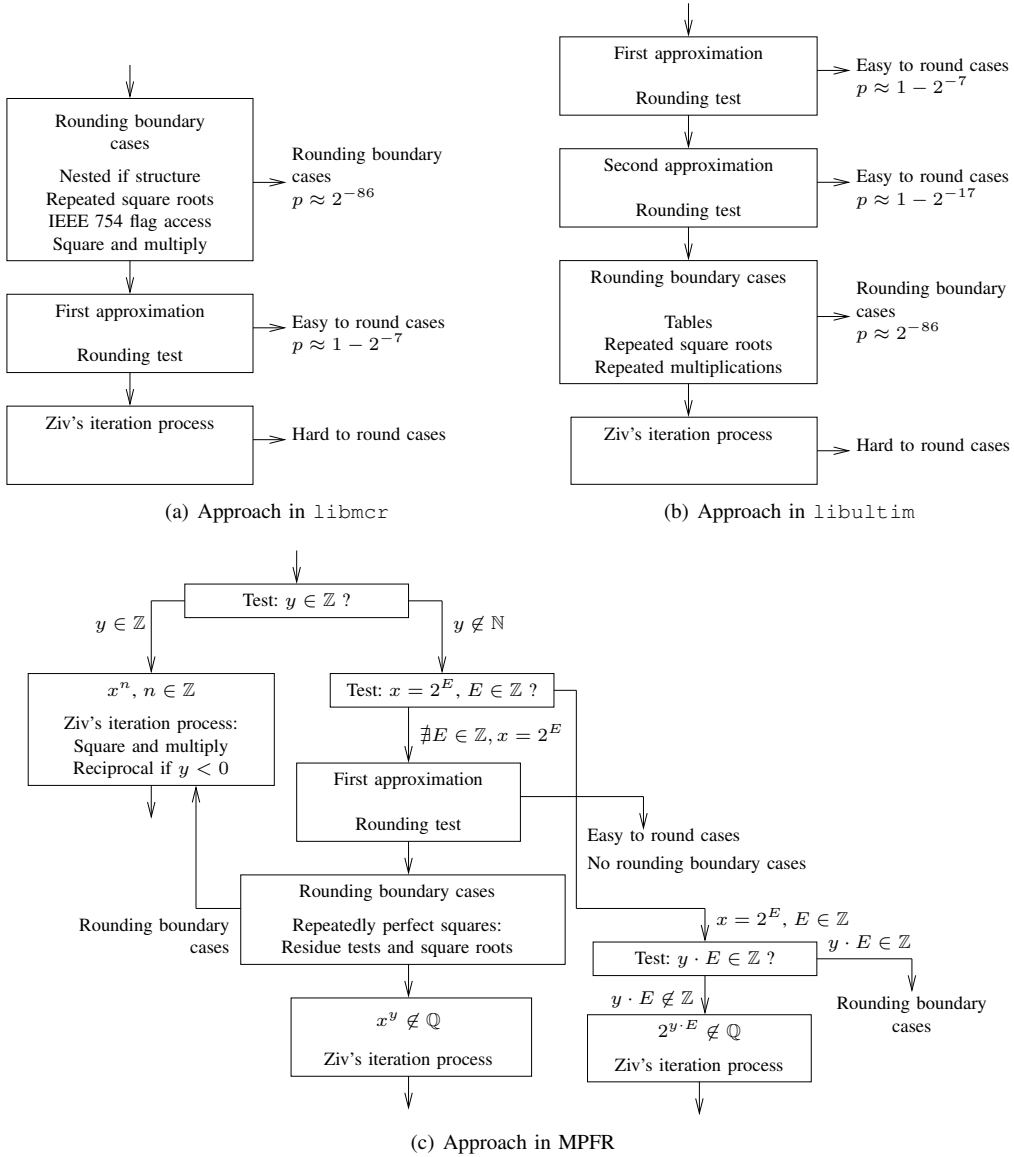 Rounding boundary
cases
Nested if structure
Repeated square roots
IEEE 754 flag access
Square and multiply
Rounding boundary
cases
p ≈ 2^{−86}
First approximation
Rounding test
Easy to round cases
p ≈ 1 − 2^{−7}
Ziv's iteration process
Hard to round cases
(a) Approach in libmcr
First approximation
Rounding test
Easy to round cases
p ≈ 1 − 2^{−7}
Second approximation
Rounding test
Easy to round cases
p ≈ 1 − 2^{−17}
Rounding boundary cases
Tables
Repeated square roots
Repeated multiplications
Rounding boundary
cases
p ≈ 2^{−86}
Ziv's iteration process
Hard to round cases
(b) Approach in libultim
Test: y ∈ ℤ ?
y ∈ ℤ
y ∉ ℕ
x^n, n ∈ ℤ
Ziv's iteration process:
Square and multiply
Reciprocal if y < 0
Test: x = 2^E, E ∈ ℤ ?
∄E ∈ ℤ, x = 2^E
First approximation
Rounding test
Easy to round cases
No rounding boundary cases
Rounding boundary cases
Repeatedly perfect squares:
Residue tests and square roots
Rounding boundary
cases
x = 2^E, E ∈ ℤ
Test: y · E ∈ ℤ ?
y · E ∈ ℤ
Rounding boundary
cases
y · E ∉ ℤ
x^y ∉ ℚ
Ziv's iteration process
2^{y·E} ∉ ℚ
Ziv's iteration process
(c) Approach in MPFR